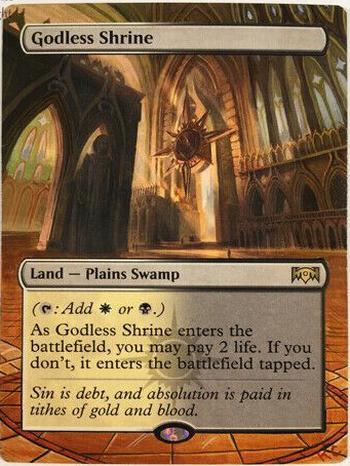 Godless Shrine
Land — Plains Swamp
(: Add or .)
As Godless Shrine enters the
battlefield, you may pay 2 life. If you
don't, it enters the battlefield tapped.
Sin is debt, and absolution is paid in
tithes of gold and blood.